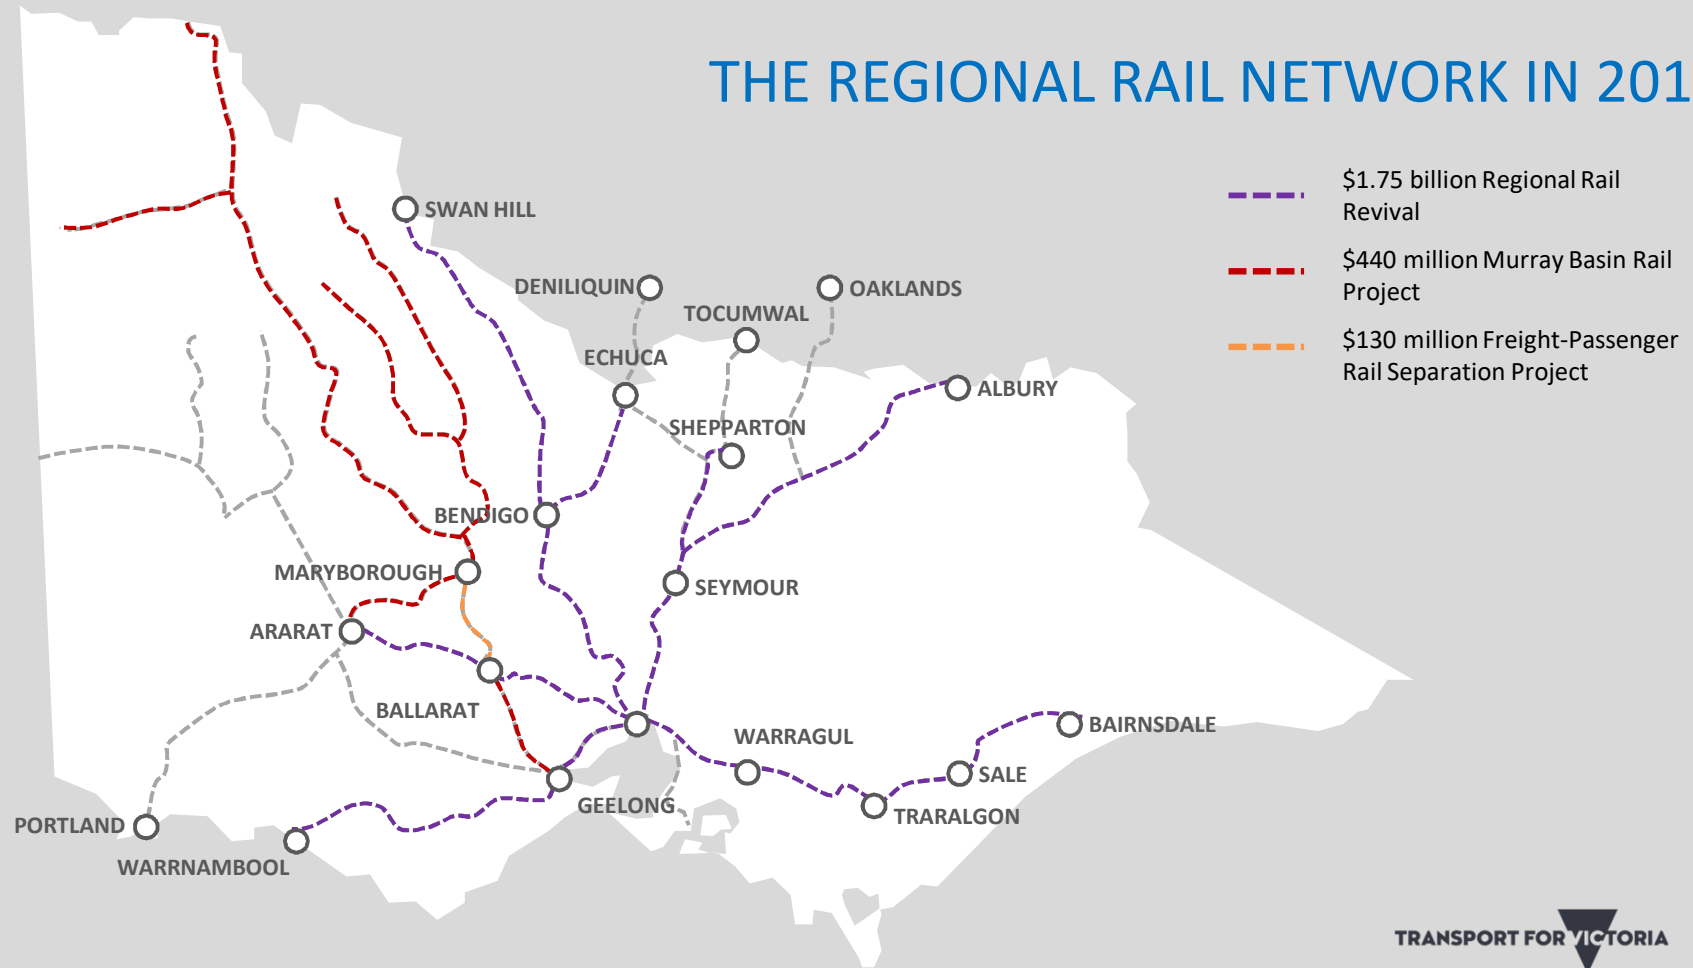 THE REGIONAL RAIL NETWORK IN 201
$1.75 billion Regional Rail
Revival
$440 million Murray Basin Rail
Project
$130 million Freight-Passenger
Rail Separation Project
SWAN HILL
DENILIQUIN
OAKLANDS
TOCUMWAL
ECHUCA
ALBURY
SHEPPARTON
BENDIGO
MARYBOROUGH
SEYMOUR
ARARAT
BALLARAT
BAIRNSDALE
WARRAGUL
SALE
GEELONG
TRARALGON
PORTLAND
WARRNAMBOOL
TRANSPORT FOR VICTORIA